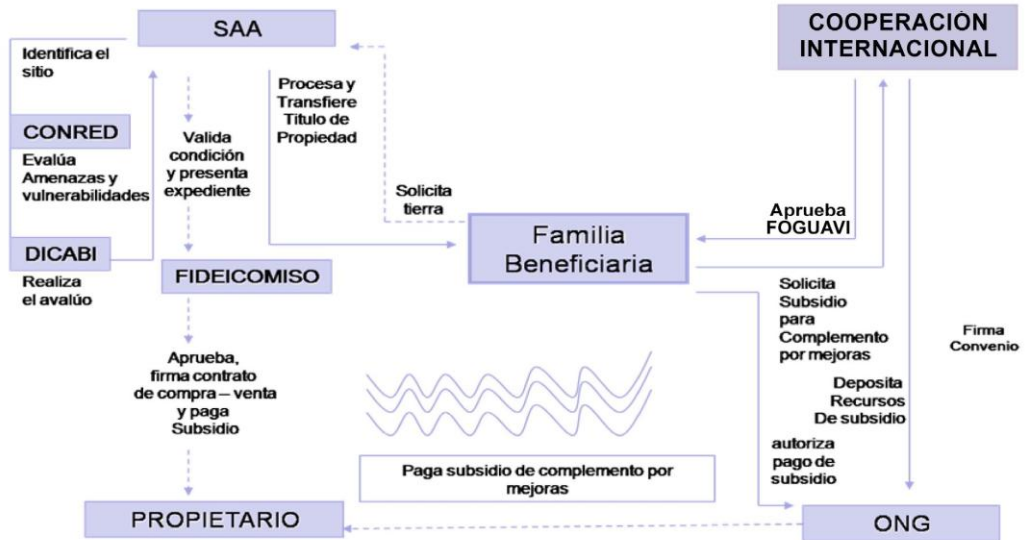 SAA
COOPERACIÓN
INTERNACIONAL
Identifica el
sitio
CONRED
Evalúa
Amenazas y
vulnerabilidades
DICABI
Realiza
el avalúo
Valida
condición
y presenta
expediente
FIDEICOMISO
Aprueba,
firma contrato
de compra – venta
y paga
Subsidio
PROPIETARIO
Procesa y
Transfiere
Titulo de
Propiedad
Solicita
tierra
Familia
Beneficiaria
Aprueba
FOGUAVI
Solicita
Subsidio
para
Complemento
por mejoras
Firma
Convenio
Deposita
Recursos
De subsidio
autoriza
pago de
subsidio
Paga subsidio de complemento por
mejoras
ONG